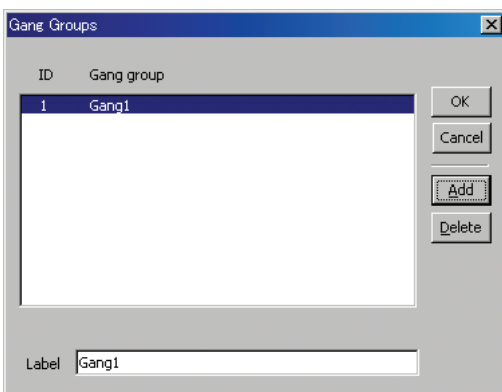 Gang Groups
ID Gang group
1 Gang1
OK
Cancel
Add
Delete
Label Gang1